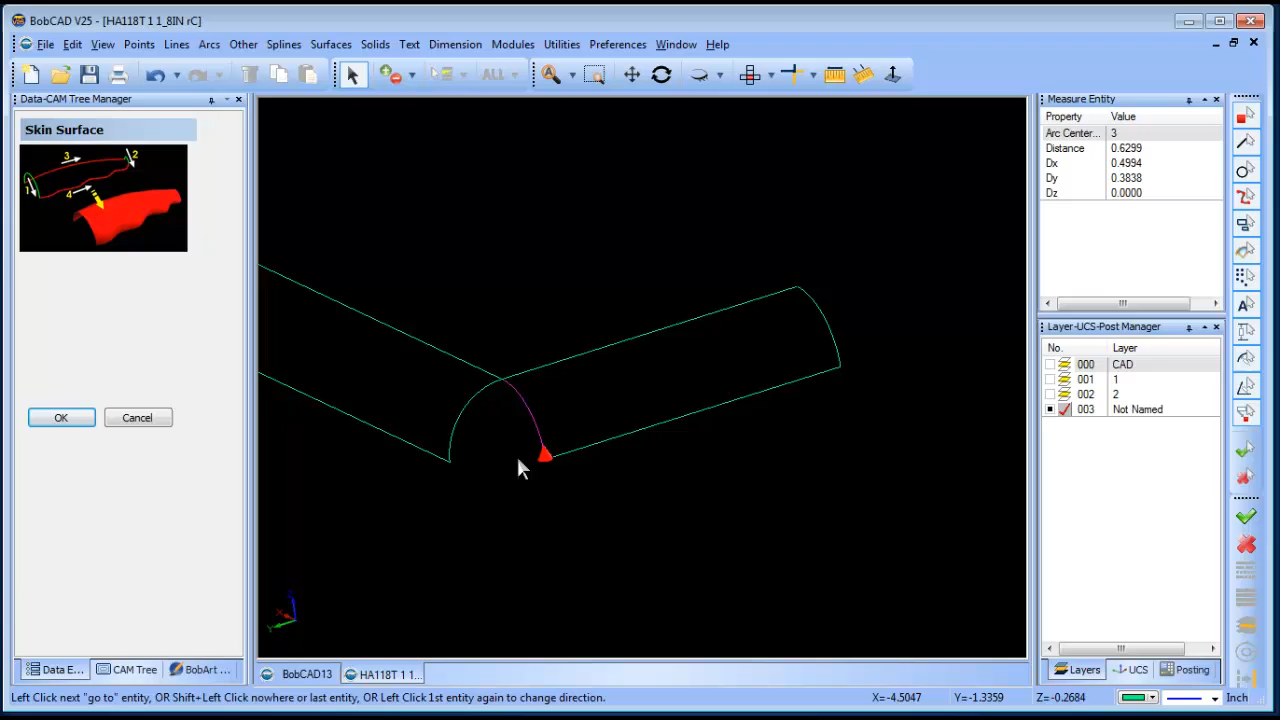 BobCAD V25 - [HA118T 1 1_8IN rC]
File Edit View Points Lines Arcs Other Splines Surfaces Solids Text Dimension Modules Utilities Preferences Window Help
ALL
Data-CAM Tree Manager
Skin Surface
3
2
1
4
OK Cancel
Data E... CAM Tree BobArt ...
BobCAD13 HA118T 1 1...
Measure Entity
Property Value
Arc Center... 3
Distance 0.6299
Dx 0.4994
Dy 0.3838
Dz 0.0000
Layer-UCS-Post Manager
No. Layer
000 CAD
001 1
002 2
003 Not Named
Layers UCS Posting
Left Click next "go to" entity, OR Shift+Left Click nowhere or last entity, OR Left Click 1st entity again to change direction.
X=-4.5047 Y=-1.3359 Z=-0.2684 Inch